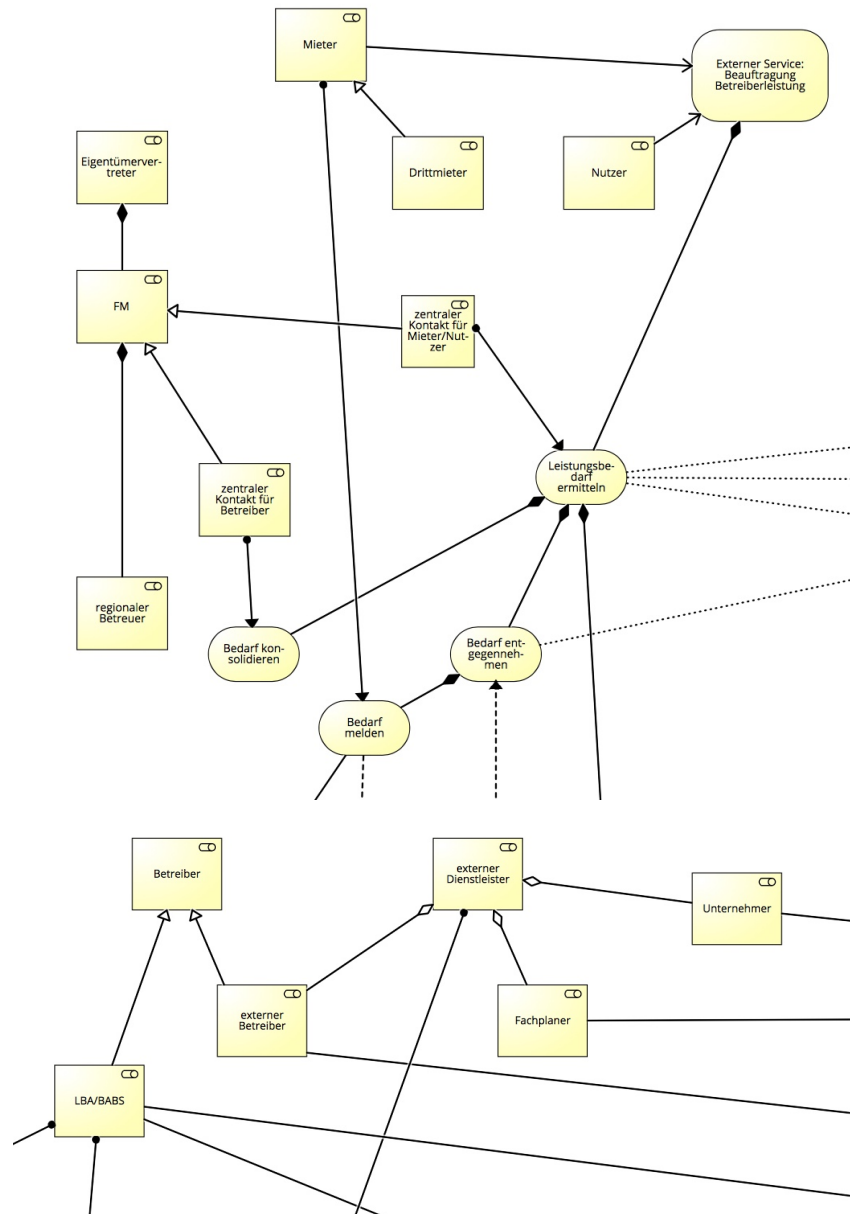 Mieter
Externer Service:
Beauftragung
Betreiberleistung
Eigentümerver-
treter
Drittmieter
Nutzer
FM
zentraler
Kontakt für
Mieter/Nut-
zer
zentraler
Kontakt für
Betreiber
Leistungsbe-
darf
ermitteln
regionaler
Betreuer
Bedarf kon-
solidieren
Bedarf ent-
gegenneh-
men
Bedarf
melden
Betreiber
externer
Dienstleister
Unternehmer
externer
Betreiber
Fachplaner
LBA/BABS